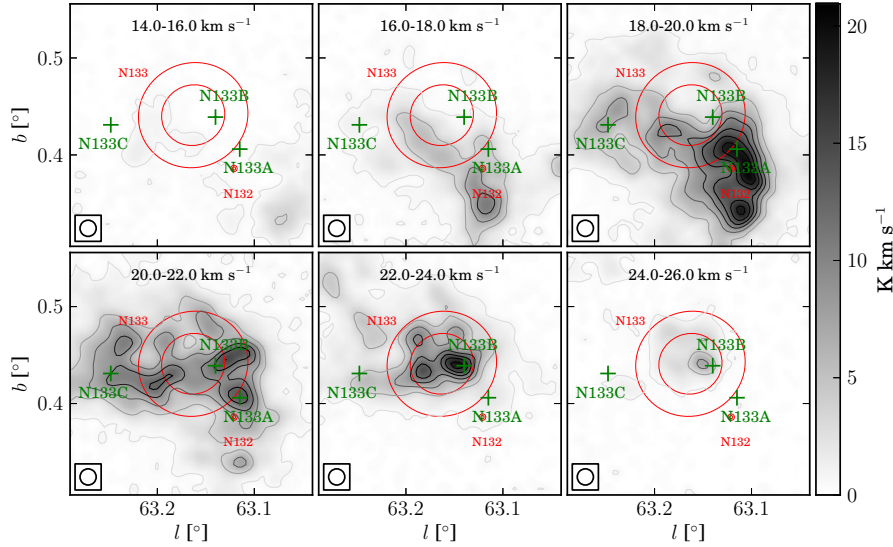 14.0-16.0 km s⁻¹
N133
N133B
N133C
N133A
N132
16.0-18.0 km s⁻¹
N133
N133B
N133C
N133A
N132
18.0-20.0 km s⁻¹
N133
N133B
N133C
N133A
N132
0.5
0.4
b [°]
20.0-22.0 km s⁻¹
N133
N133B
N133C
N133A
N132
22.0-24.0 km s⁻¹
N133
N133B
N133C
N133A
N132
24.0-26.0 km s⁻¹
N133
N133B
N133C
N133A
N132
0.5
0.4
b [°]
63.2 63.1
l [°]
63.2 63.1
l [°]
63.2 63.1
l [°]
20
15
10
5
0
K km s⁻¹